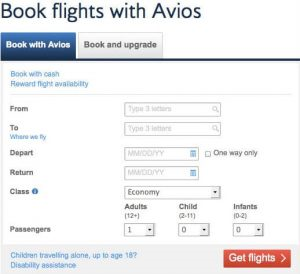 Book flights with Avios
Book with Avios Book and upgrade
Book with cash
Reward flight availability
From Type 3 letters
To Type 3 letters
Where we fly
Depart MM/DD/YY One way only
Return MM/DD/YY
Class Economy
Adults Child Infants
(12+) (2-11) (0-2)
Passengers 1 0 0
Children travelling alone, up to age 18?
Disability assistance
Get flights >